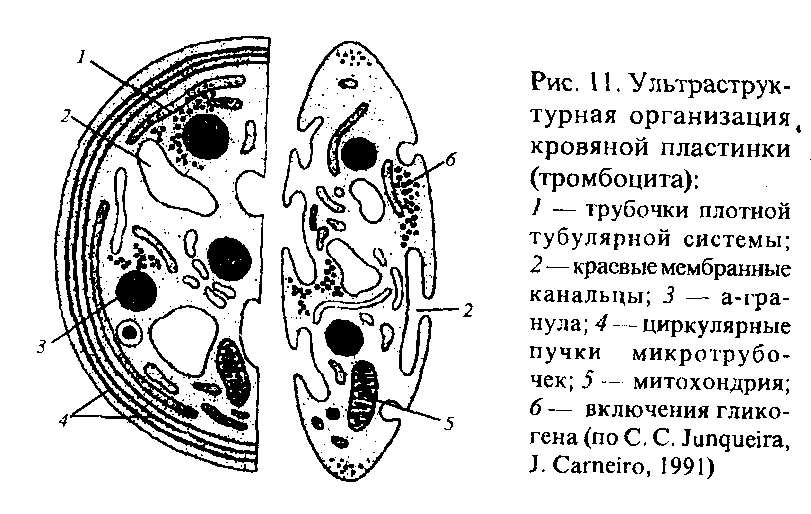 1
2
3
4
6
2
5
Рис. 11. Ультраструк-
турная организация
кровяной пластинки
(тромбоцита):
1 — трубочки плотной
тубулярной системы;
2 — краевые мембранные
канальцы; 3 — а-гра-
нула; 4 — циркулярные
пучки микротрубо-
чек; 5 — митохондрия;
6 — включения глико-
гена (по С. С. Junqueira,
J. Carneiro, 1991)